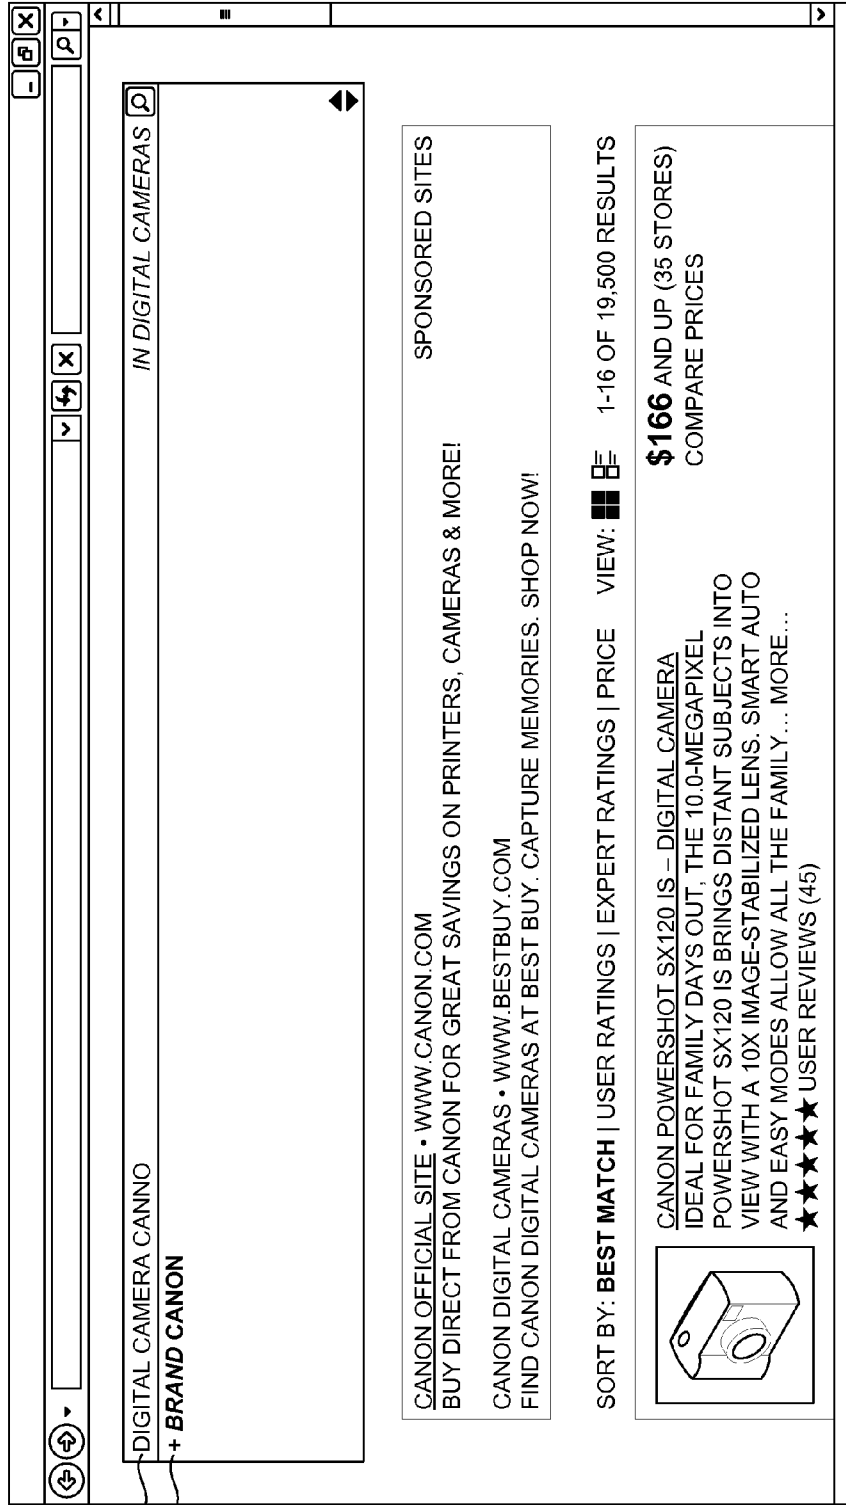 DIGITAL CAMERA CANNO IN DIGITAL CAMERAS
+ BRAND CANON
CANON OFFICIAL SITE • WWW.CANON.COM SPONSORED SITES
BUY DIRECT FROM CANON FOR GREAT SAVINGS ON PRINTERS, CAMERAS & MORE!
CANON DIGITAL CAMERAS • WWW.BESTBUY.COM
FIND CANON DIGITAL CAMERAS AT BEST BUY. CAPTURE MEMORIES. SHOP NOW!
SORT BY: BEST MATCH | USER RATINGS | EXPERT RATINGS | PRICE VIEW: 1-16 OF 19,500 RESULTS
CANON POWERSHOT SX120 IS – DIGITAL CAMERA
IDEAL FOR FAMILY DAYS OUT, THE 10.0-MEGAPIXEL
POWERSHOT SX120 IS BRINGS DISTANT SUBJECTS INTO
VIEW WITH A 10X IMAGE-STABILIZED LENS. SMART AUTO
AND EASY MODES ALLOW ALL THE FAMILY... MORE...
★★★★★ USER REVIEWS (45)
$166 AND UP (35 STORES)
COMPARE PRICES